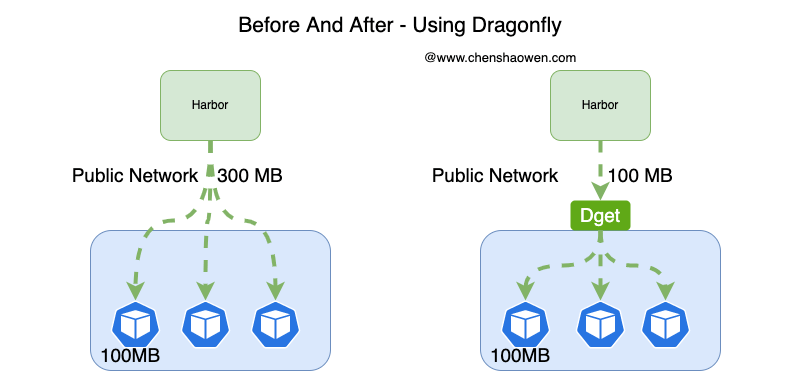 Before And After - Using Dragonfly
@www.chenshaowen.com
Harbor
Public Network 300 MB
100MB
Harbor
Public Network 100 MB
Dget
100MB